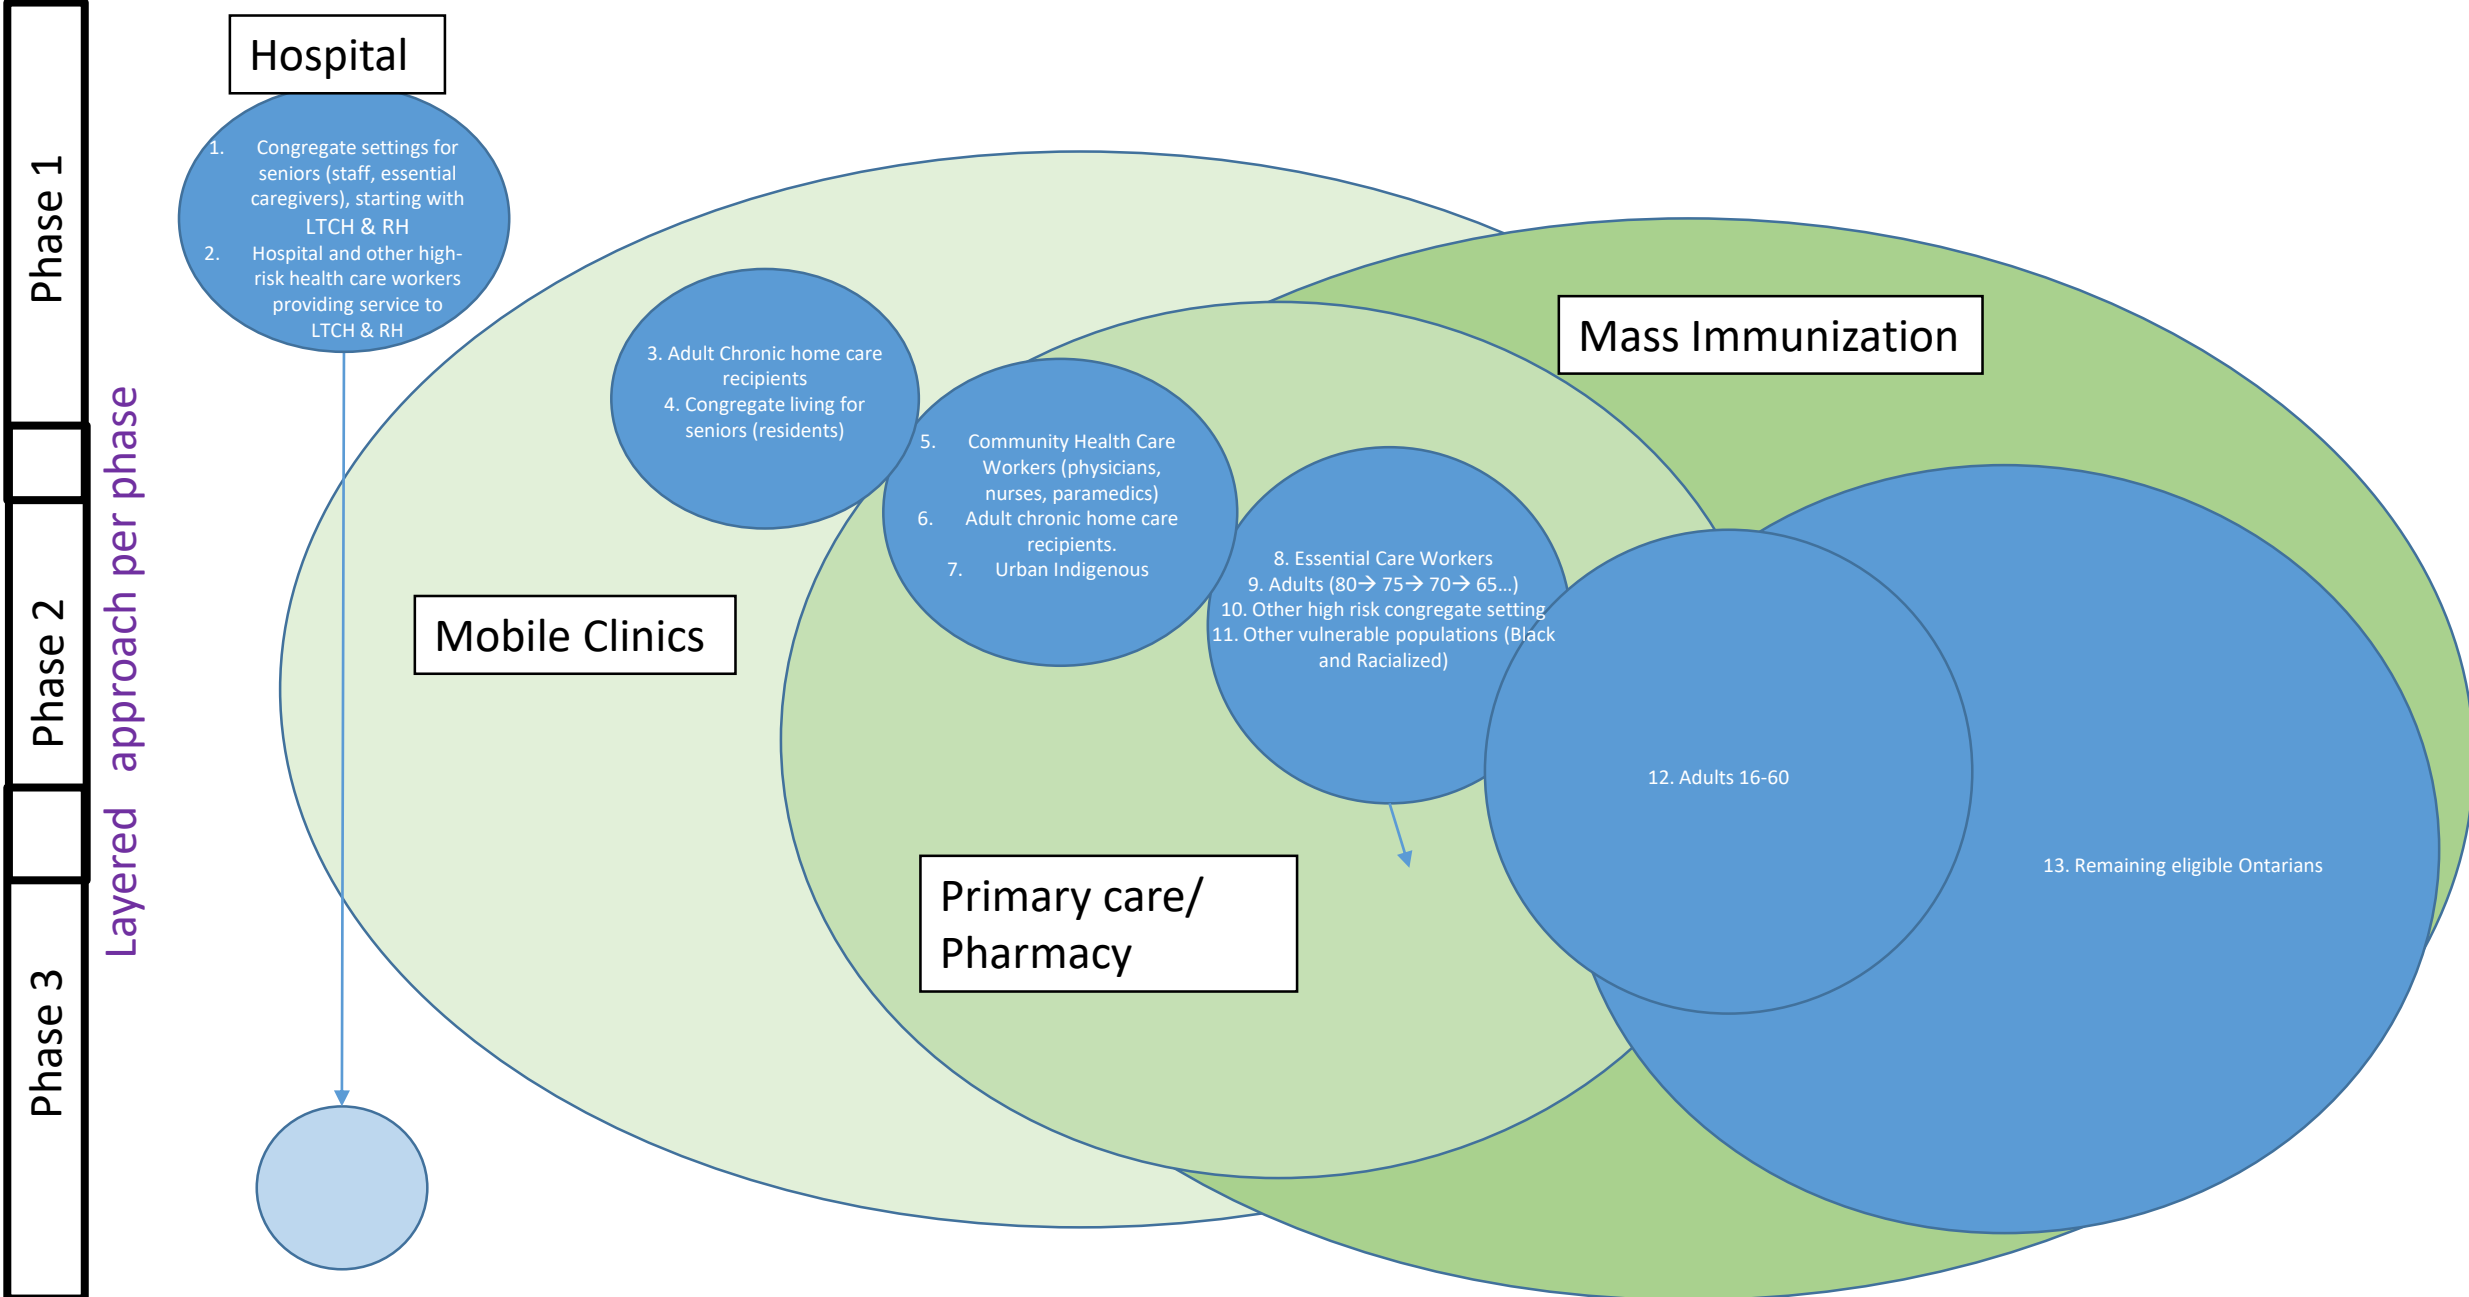 Phase 1
Phase 2
Phase 3
Layered approach per phase
Hospital
1. Congregate settings for
seniors (staff, essential
caregivers), starting with
LTCH & RH
2. Hospital and other high-
risk health care workers
providing service to
LTCH & RH
Mass Immunization
3. Adult Chronic home care
recipients
4. Congregate living for
seniors (residents)
5. Community Health Care
Workers (physicians,
nurses, paramedics)
6. Adult chronic home care
recipients.
7. Urban Indigenous
8. Essential Care Workers
9. Adults (80→ 75→ 70→ 65...)
10. Other high risk congregate setting
11. Other vulnerable populations (Black
and Racialized)
Mobile Clinics
12. Adults 16-60
13. Remaining eligible Ontarians
Primary care/
Pharmacy